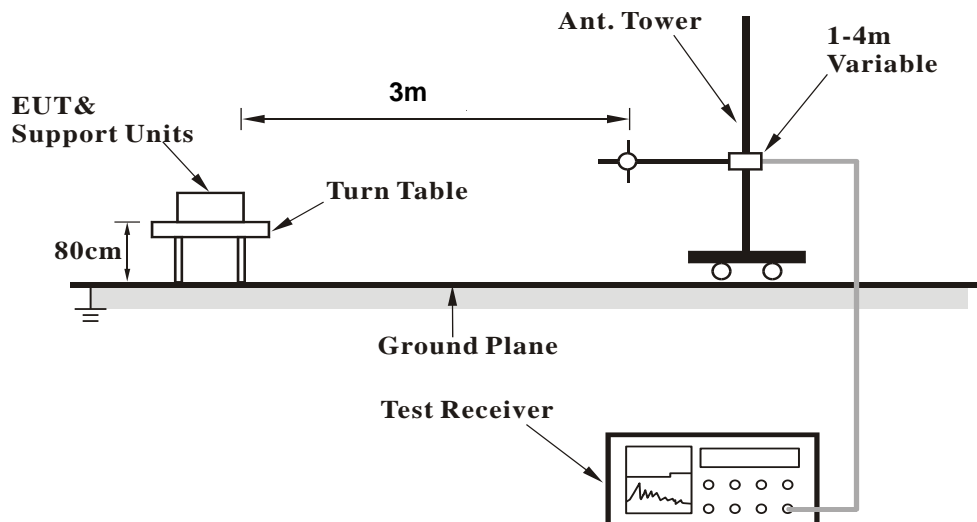 Ant. Tower
1-4m
Variable
3m
EUT&
Support Units
Turn Table
80cm
Ground Plane
Test Receiver